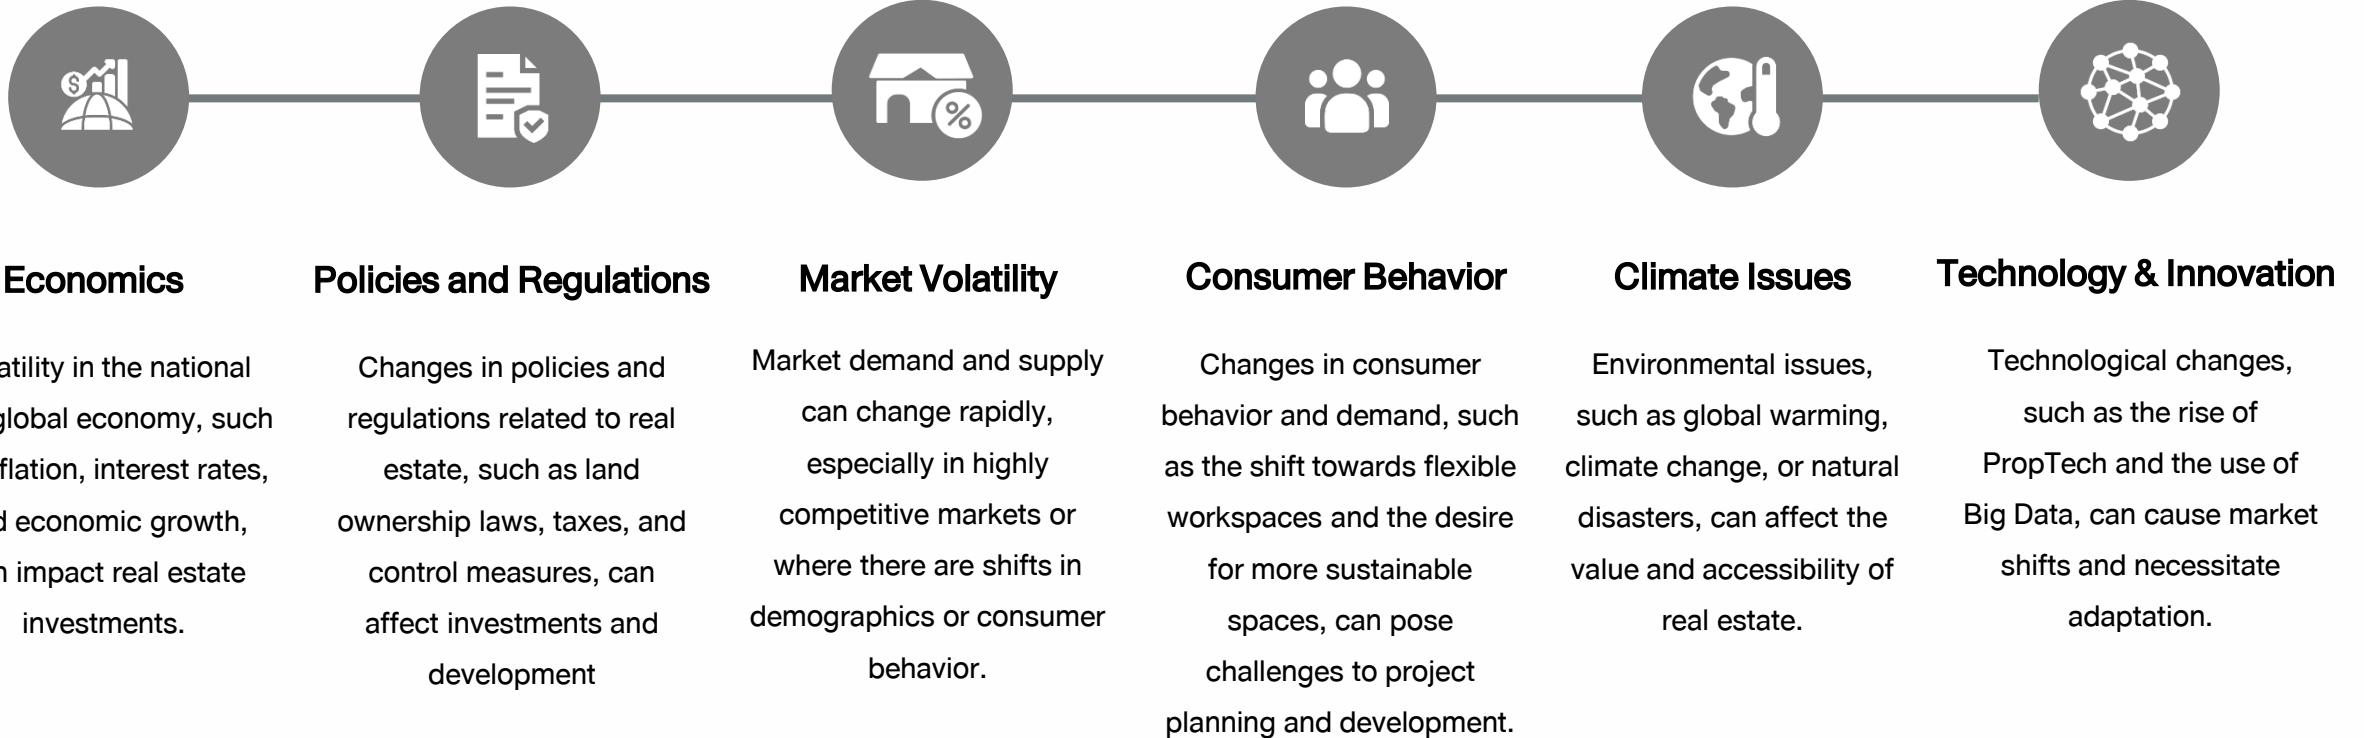 Economics
atility in the national
global economy, such
flation, interest rates,
economic growth,
impact real estate
investments.
Policies and Regulations
Changes in policies and
regulations related to real
estate, such as land
ownership laws, taxes, and
control measures, can
affect investments and
development
Market Volatility
Market demand and supply
can change rapidly,
especially in highly
competitive markets or
where there are shifts in
demographics or consumer
behavior.
Consumer Behavior
Changes in consumer
behavior and demand, such
as the shift towards flexible
workspaces and the desire
for more sustainable
spaces, can pose
challenges to project
planning and development.
Climate Issues
Environmental issues,
such as global warming,
climate change, or natural
disasters, can affect the
value and accessibility of
real estate.
Technology & Innovation
Technological changes,
such as the rise of
PropTech and the use of
Big Data, can cause market
shifts and necessitate
adaptation.